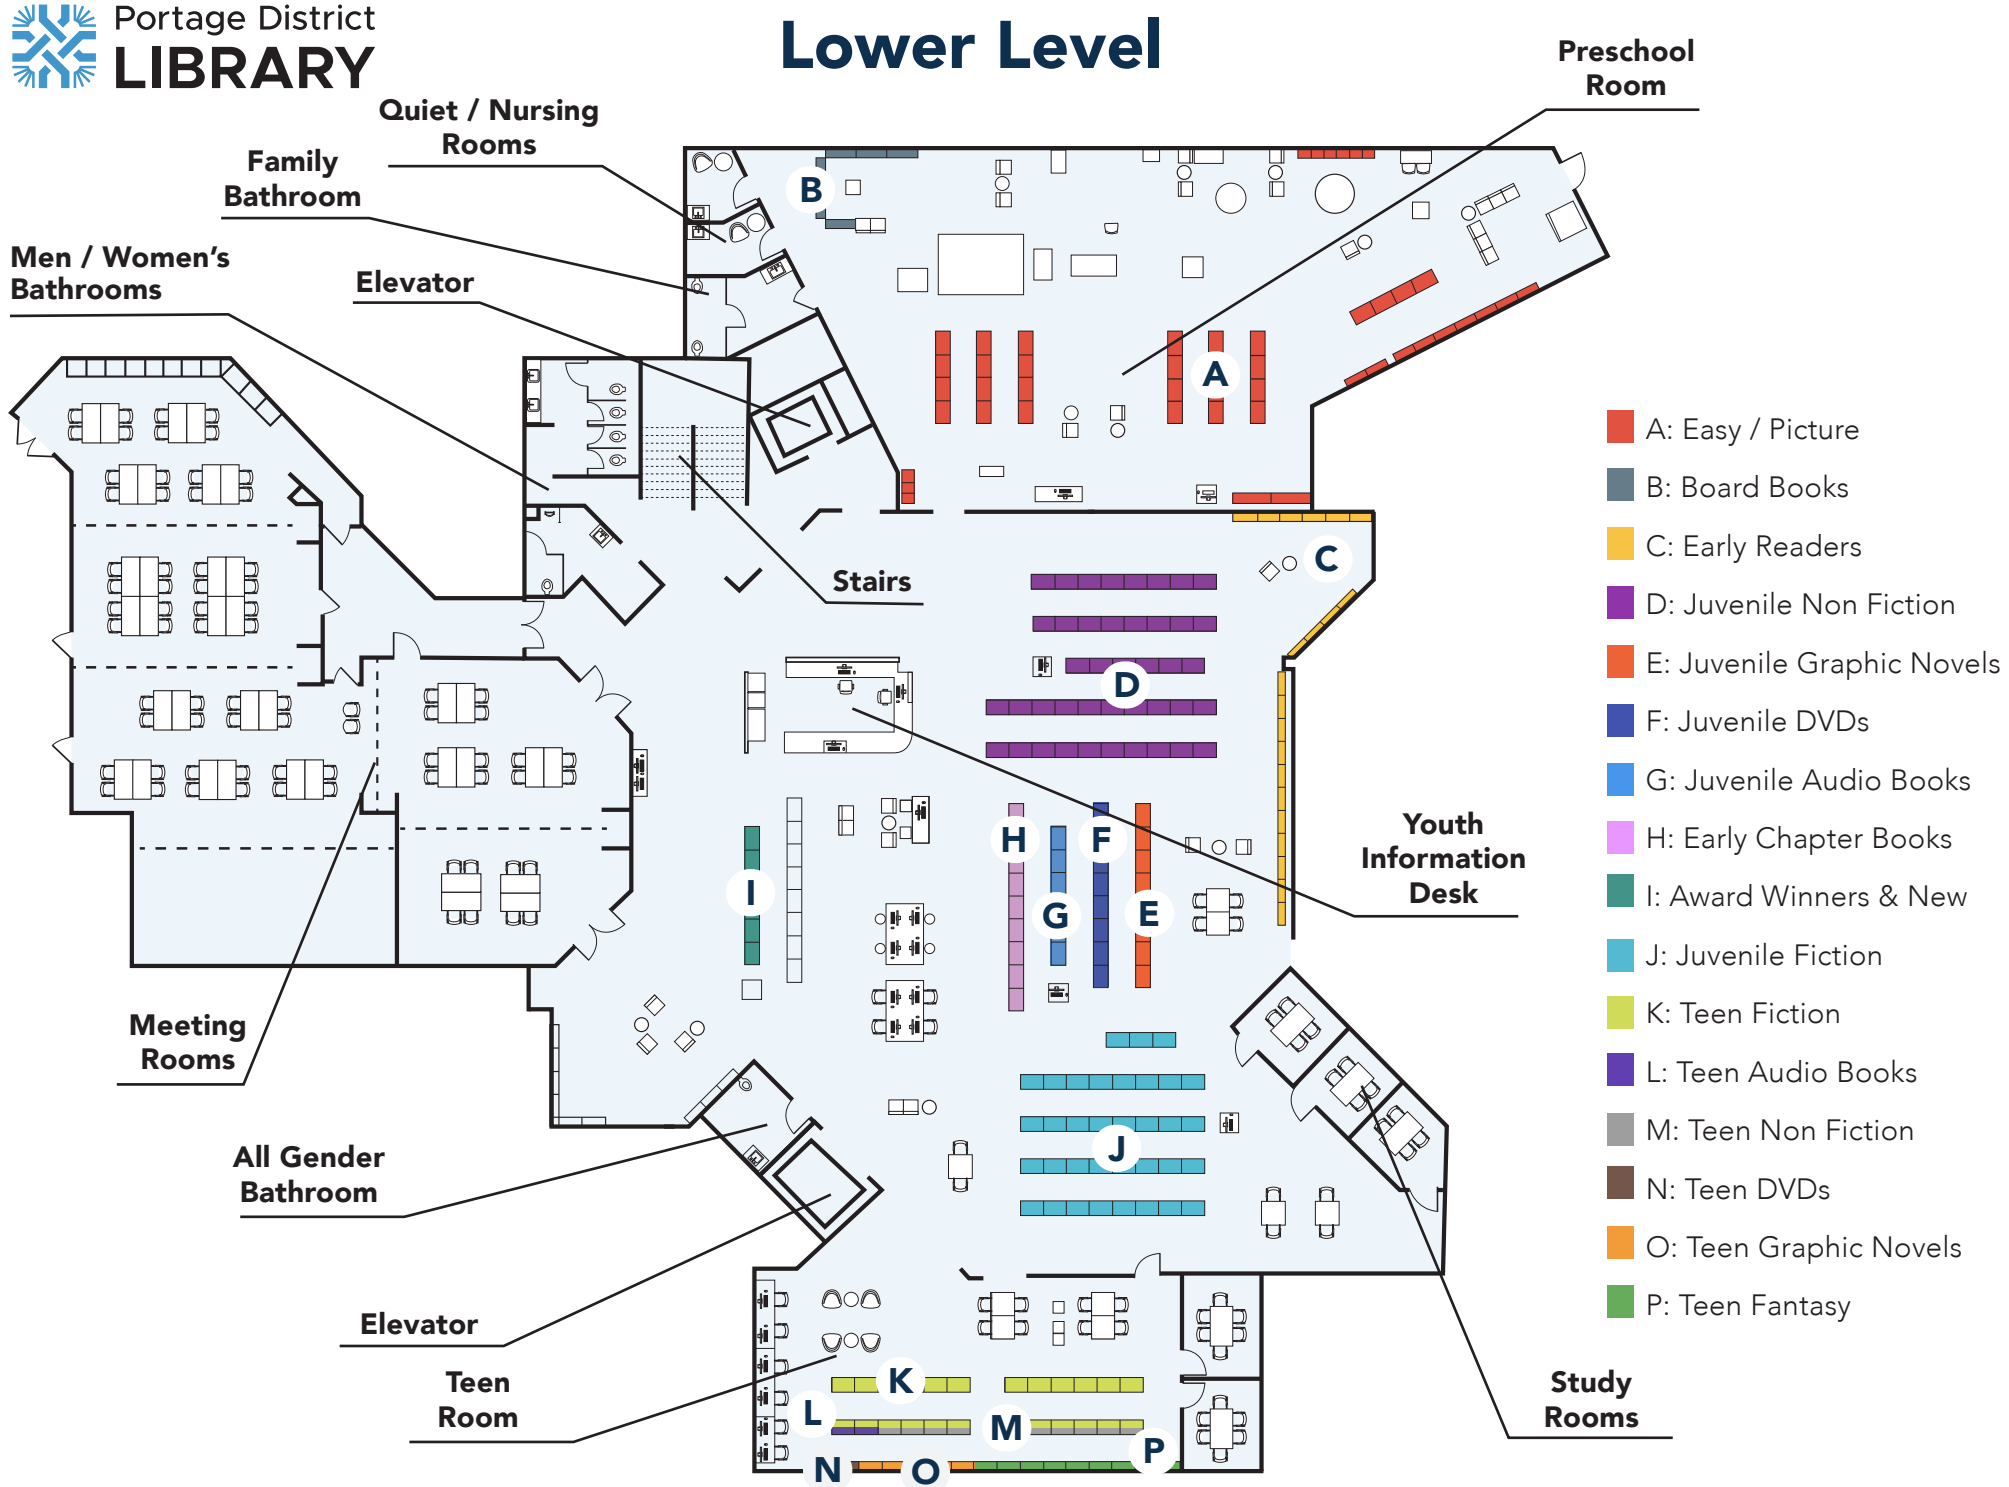 Portage District
LIBRARY
Lower Level
Preschool
Room
Quiet / Nursing
Rooms
Family
Bathroom
Men / Women's
Bathrooms
Elevator
B
A
Stairs
C
D
Youth
Information
Desk
H
F
I
G
E
Meeting
Rooms
J
All Gender
Bathroom
Elevator
Teen
Room
K
L
M
P
N
O
Study
Rooms
A: Easy / Picture
B: Board Books
C: Early Readers
D: Juvenile Non Fiction
E: Juvenile Graphic Novels
F: Juvenile DVDs
G: Juvenile Audio Books
H: Early Chapter Books
I: Award Winners & New
J: Juvenile Fiction
K: Teen Fiction
L: Teen Audio Books
M: Teen Non Fiction
N: Teen DVDs
O: Teen Graphic Novels
P: Teen Fantasy